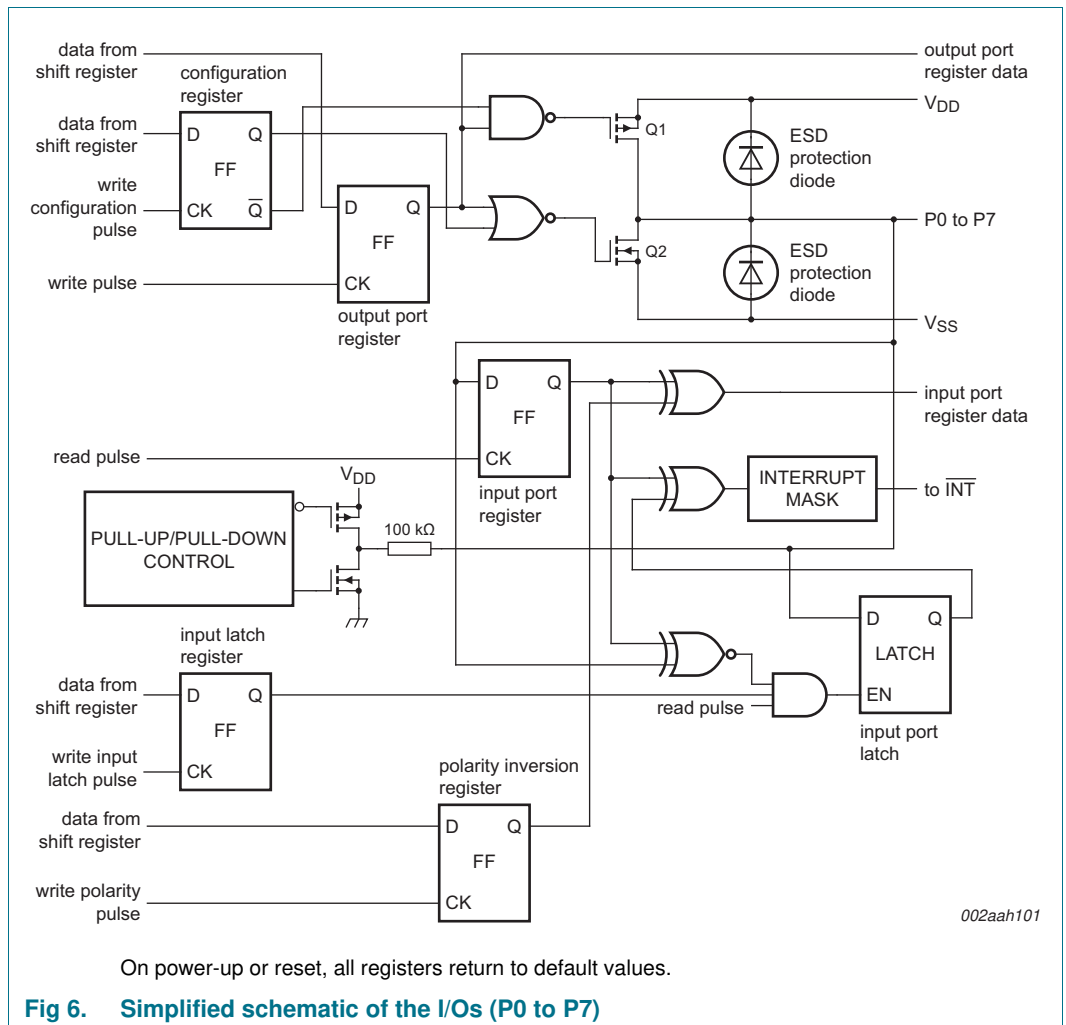 data from
shift register
output port
register data
configuration
register
VDD
data from
shift register
D Q
FF
CK Q
Q1
ESD
protection
diode
write
configuration
pulse
D Q
FF
CK
P0 to P7
Q2
ESD
protection
diode
write pulse
output port
register
VSS
D Q
FF
CK
input port
register data
read pulse
input port
register
INTERRUPT
MASK
to INT
VDD
100 kΩ
PULL-UP/PULL-DOWN
CONTROL
D Q
LATCH
EN
input port
latch
input latch
register
data from
shift register
D Q
FF
CK
read pulse
write input
latch pulse
polarity inversion
register
data from
shift register
D Q
FF
CK
write polarity
pulse
002aah101
On power-up or reset, all registers return to default values.
Fig 6. Simplified schematic of the I/Os (P0 to P7)